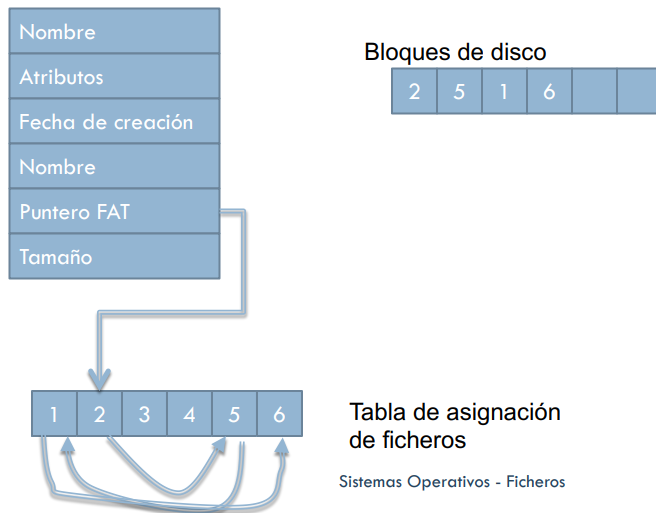 Nombre
Atributos
Fecha de creación
Nombre
Puntero FAT
Tamaño
Bloques de disco
2 5 1 6
1 2 3 4 5 6
Tabla de asignación
de ficheros
Sistemas Operativos - Ficheros